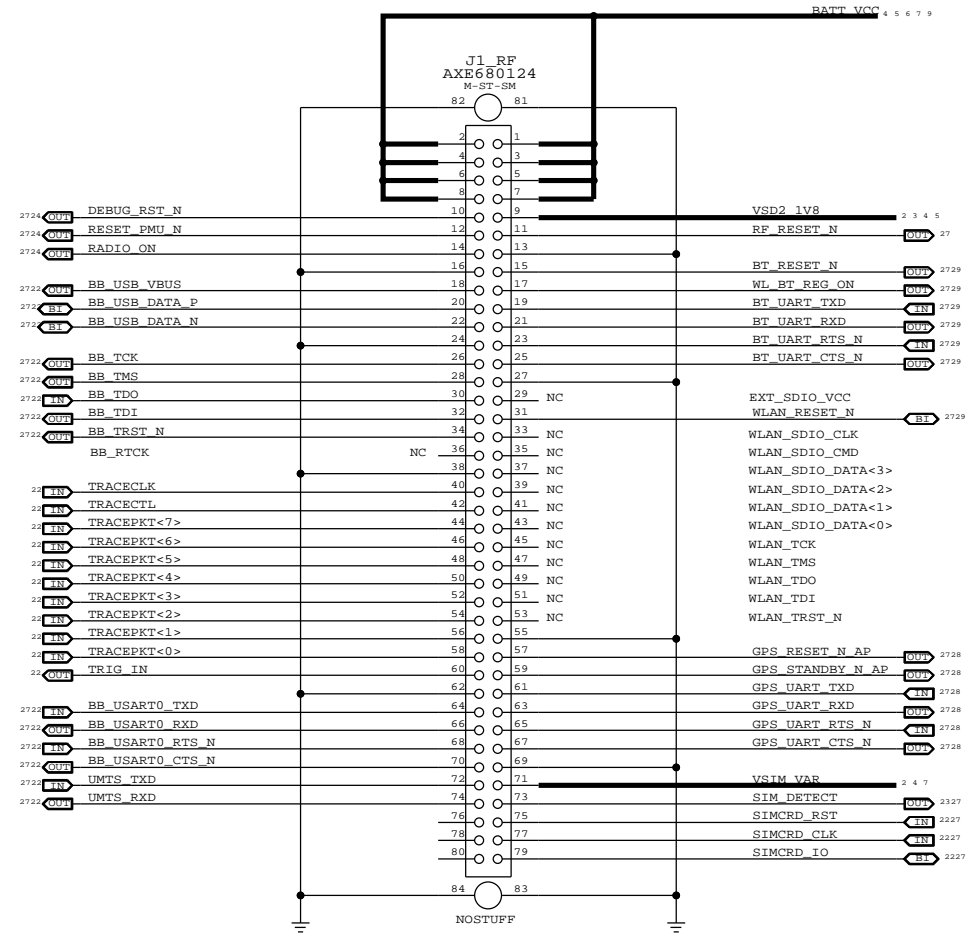 BATT_VCC 4 5 6 7 9
J1_RF
AXE680124
M-ST-SM
82 81
2 1
4 3
6 5
8 7
2724 OUT DEBUG_RST_N 10 9 VSD2_1V8 2 3 4 5
2724 OUT RESET_PMU_N 12 11 RF_RESET_N OUT 27
2724 OUT RADIO_ON 14 13
16 15 BT_RESET_N OUT 2729
2722 OUT BB_USB_VBUS 18 17 WL_BT_REG_ON OUT 2729
2722 BI BB_USB_DATA_P 20 19 BT_UART_TXD IN 2729
2722 BI BB_USB_DATA_N 22 21 BT_UART_RXD OUT 2729
24 23 BT_UART_RTS_N IN 2729
2722 OUT BB_TCK 26 25 BT_UART_CTS_N OUT 2729
2722 OUT BB_TMS 28 27
2722 IN BB_TDO 30 29 NC EXT_SDIO_VCC
2722 OUT BB_TDI 32 31 WLAN_RESET_N BI 2729
2722 OUT BB_TRST_N 34 33 NC WLAN_SDIO_CLK
BB_RTCK NC 36 35 NC WLAN_SDIO_CMD
38 37 NC WLAN_SDIO_DATA<3>
22 IN TRACECLK 40 39 NC WLAN_SDIO_DATA<2>
22 IN TRACECTL 42 41 NC WLAN_SDIO_DATA<1>
22 IN TRACEPKT<7> 44 43 NC WLAN_SDIO_DATA<0>
22 IN TRACEPKT<6> 46 45 NC WLAN_TCK
22 IN TRACEPKT<5> 48 47 NC WLAN_TMS
22 IN TRACEPKT<4> 50 49 NC WLAN_TDO
22 IN TRACEPKT<3> 52 51 NC WLAN_TDI
22 IN TRACEPKT<2> 54 53 NC WLAN_TRST_N
22 IN TRACEPKT<1> 56 55
22 IN TRACEPKT<0> 58 57 GPS_RESET_N_AP OUT 2728
22 OUT TRIG_IN 60 59 GPS_STANDBY_N_AP OUT 2728
62 61 GPS_UART_TXD IN 2728
2722 IN BB_USART0_TXD 64 63 GPS_UART_RXD OUT 2728
2722 OUT BB_USART0_RXD 66 65 GPS_UART_RTS_N IN 2728
2722 IN BB_USART0_RTS_N 68 67 GPS_UART_CTS_N OUT 2728
2722 OUT BB_USART0_CTS_N 70 69
2722 IN UMTS_TXD 72 71 VSIM_VAR 2 4 7
2722 OUT UMTS_RXD 74 73 SIM_DETECT OUT 2327
76 75 SIMCRD_RST IN 2227
78 77 SIMCRD_CLK IN 2227
80 79 SIMCRD_IO BI 2227
84 83
NOSTUFF